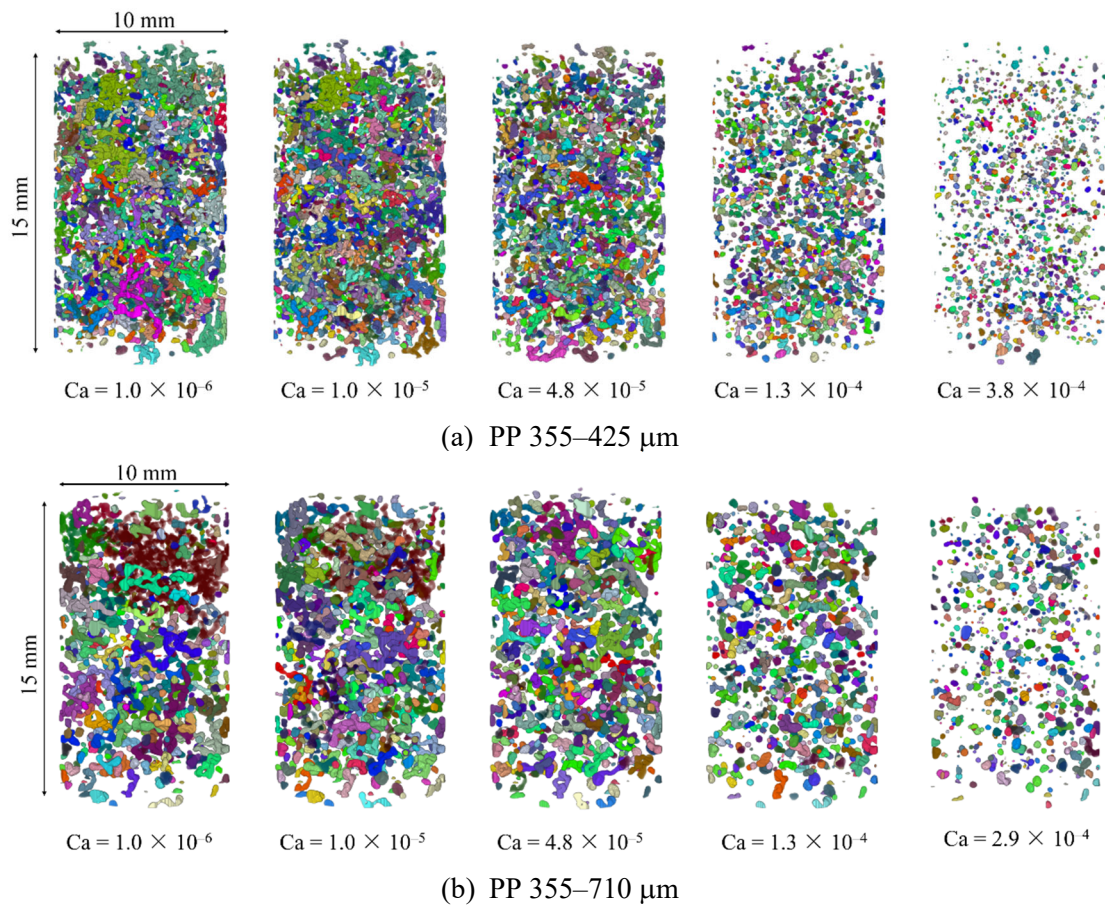 10 mm
15 mm
Ca = 1.0 × 10⁻⁶ Ca = 1.0 × 10⁻⁵ Ca = 4.8 × 10⁻⁵ Ca = 1.3 × 10⁻⁴ Ca = 3.8 × 10⁻⁴
(a) PP 355–425 μm
10 mm
15 mm
Ca = 1.0 × 10⁻⁶ Ca = 1.0 × 10⁻⁵ Ca = 4.8 × 10⁻⁵ Ca = 1.3 × 10⁻⁴ Ca = 2.9 × 10⁻⁴
(b) PP 355–710 μm